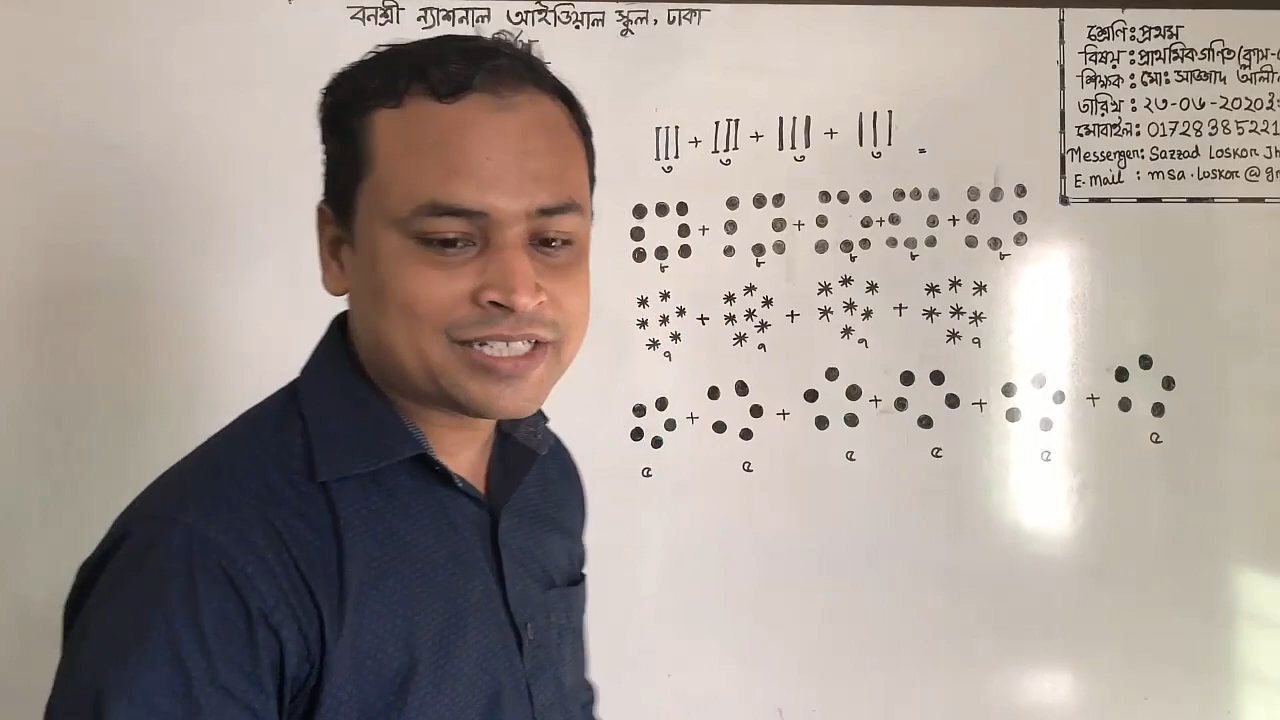 বনশ্রী ন্যাশনাল আইডিয়াল স্কুল, ঢাকা
শ্রেণি: প্রথম
বিষয়: প্রাথমিক গণিত (ক্লাস-
শিক্ষক: মো: সাজ্জাদ আলী
তারিখ: ২৩-০৬-2020
মোবাইল: 01728385221
Messenger: Sazzad Loskor Jh
E.mail : msa.loskor@g
+ + + =
৩ ৩ ৩ ৩
+ + + +
৮ ৮ ৮ ৮ ৮
+ + +
৭ ৭ ৭ ৭
+ + + + +
৫ ৫ ৫ ৫ ৫ ৫